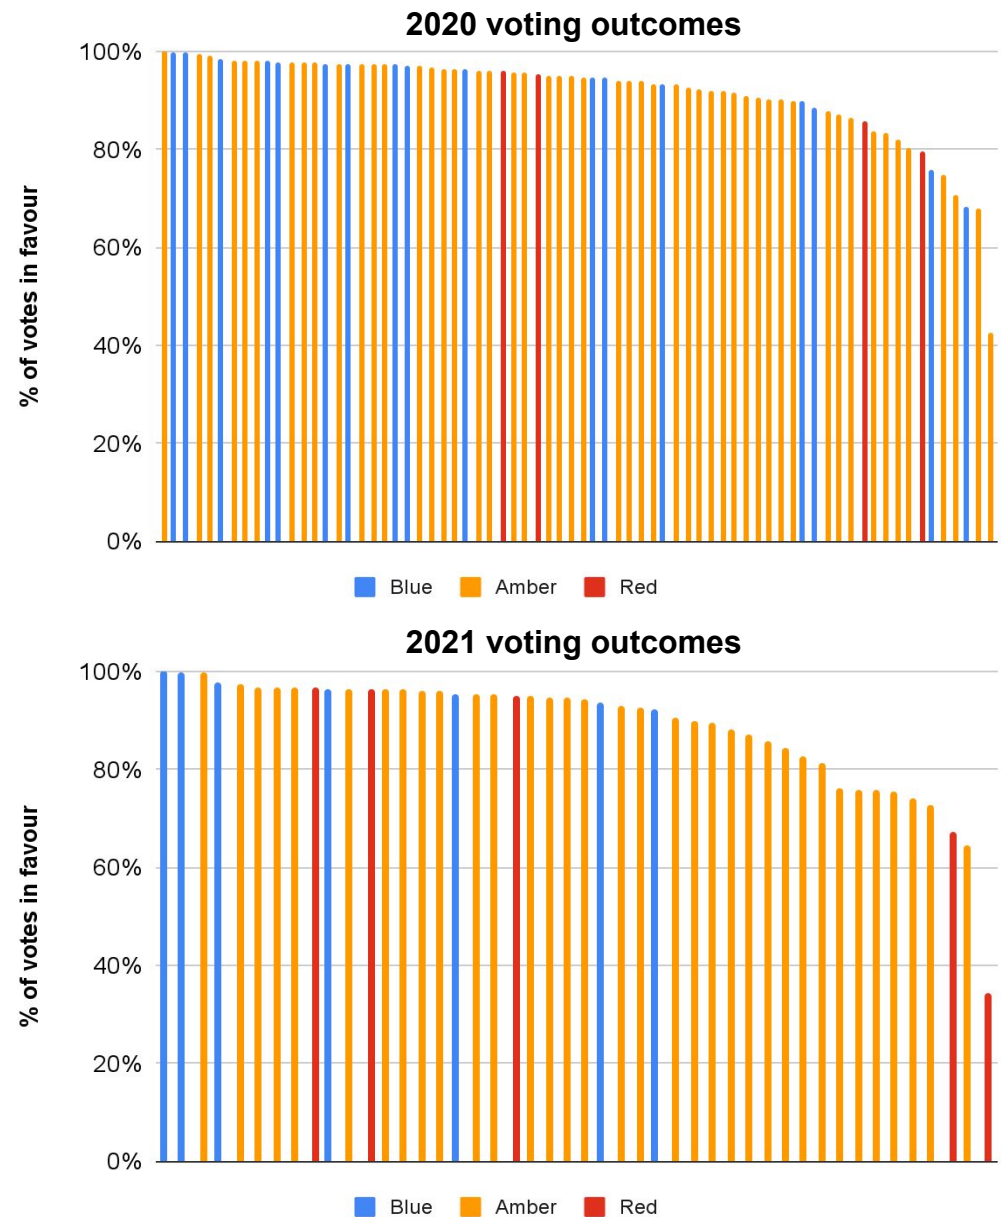 2020 voting outcomes
100%
80%
60%
40%
20%
0%
% of votes in favour
Blue Amber Red
2021 voting outcomes
100%
80%
60%
40%
20%
0%
% of votes in favour
Blue Amber Red